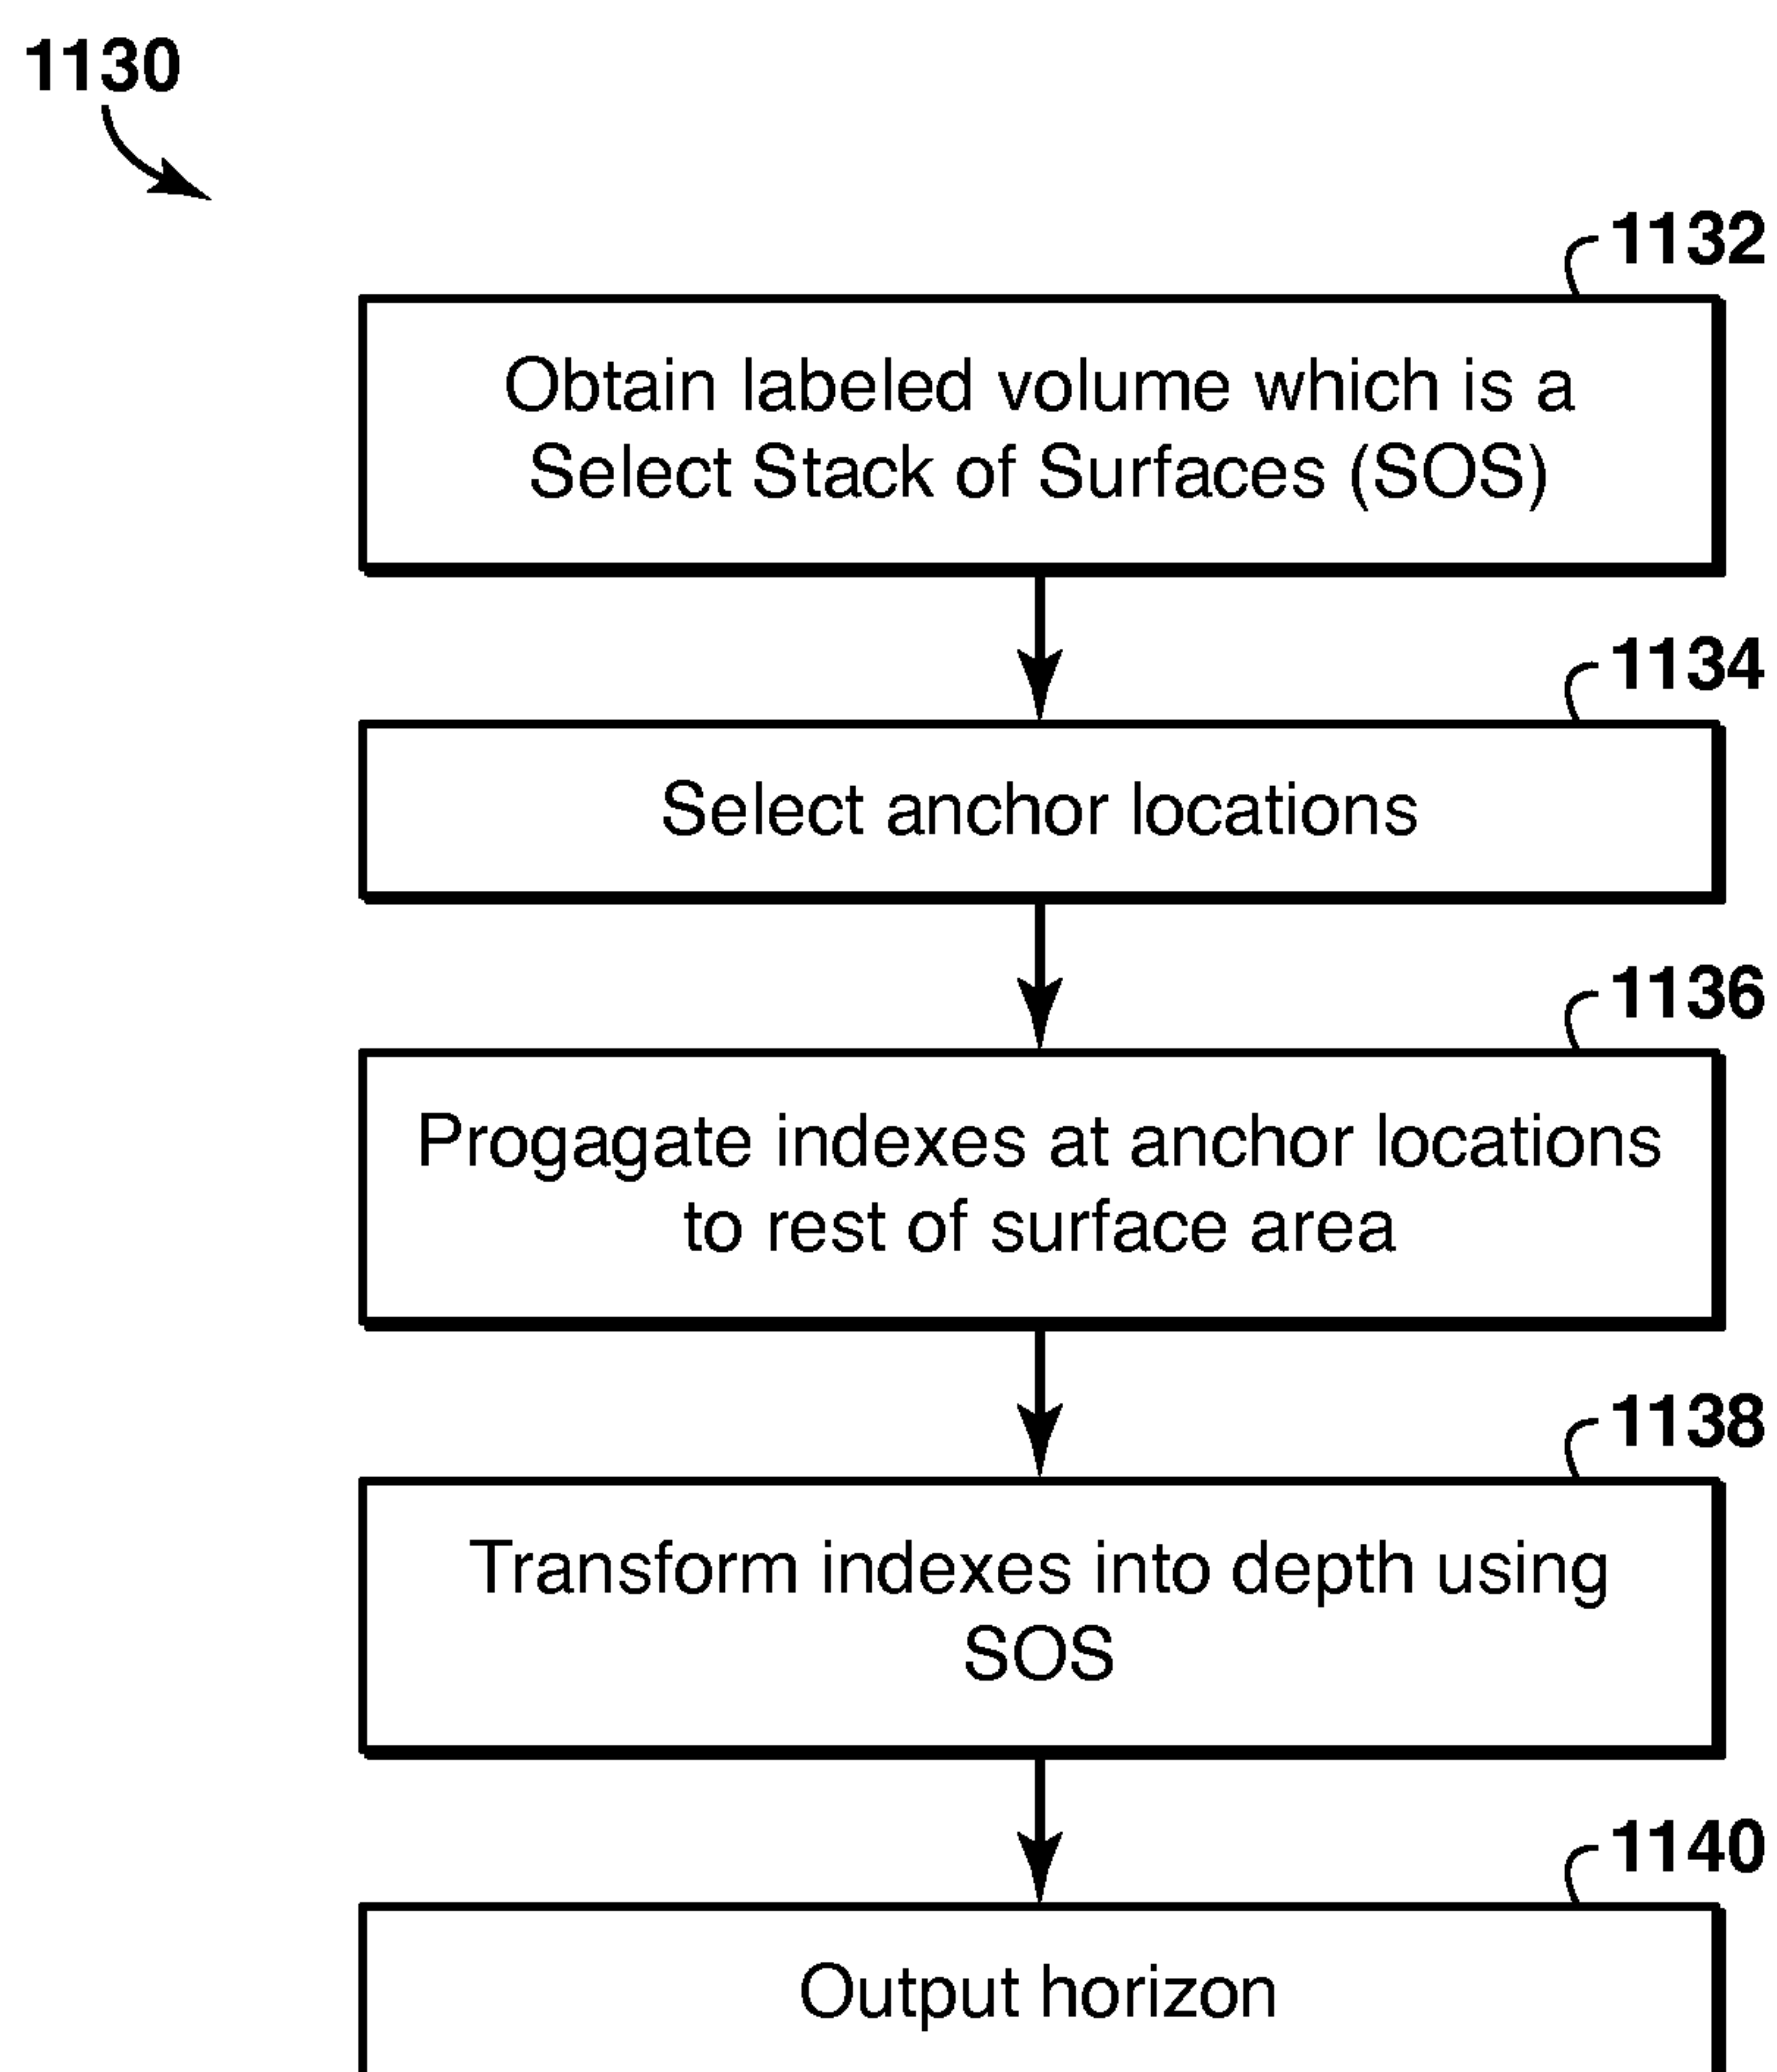 1130
1132
Obtain labeled volume which is a
Select Stack of Surfaces (SOS)
1134
Select anchor locations
1136
Progagate indexes at anchor locations
to rest of surface area
1138
Transform indexes into depth using
SOS
1140
Output horizon